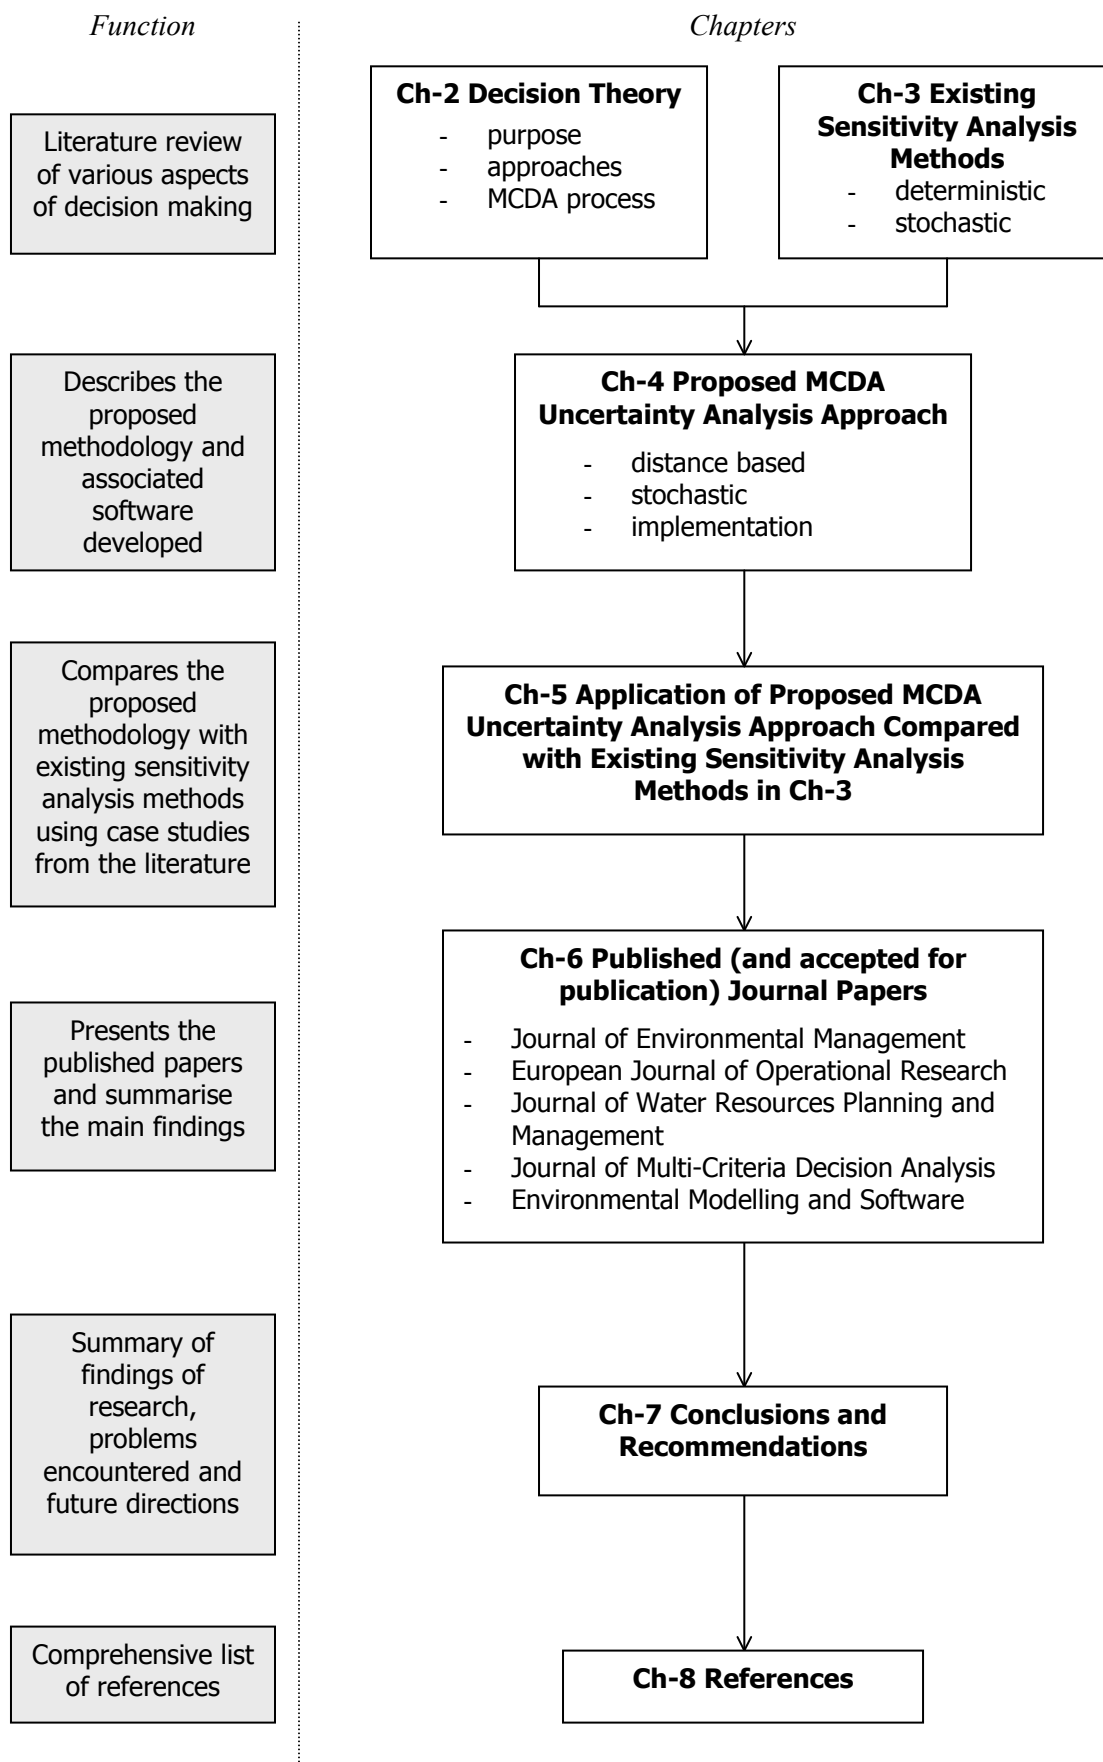 Function
Chapters
Literature review
of various aspects
of decision making
Ch-2 Decision Theory
- purpose
- approaches
- MCDA process
Ch-3 Existing
Sensitivity Analysis
Methods
- deterministic
- stochastic
Describes the
proposed
methodology and
associated
software
developed
Ch-4 Proposed MCDA
Uncertainty Analysis Approach
- distance based
- stochastic
- implementation
Compares the
proposed
methodology with
existing sensitivity
analysis methods
using case studies
from the literature
Ch-5 Application of Proposed MCDA
Uncertainty Analysis Approach Compared
with Existing Sensitivity Analysis
Methods in Ch-3
Presents the
published papers
and summarise
the main findings
Ch-6 Published (and accepted for
publication) Journal Papers
- Journal of Environmental Management
- European Journal of Operational Research
- Journal of Water Resources Planning and
Management
- Journal of Multi-Criteria Decision Analysis
- Environmental Modelling and Software
Summary of
findings of
research,
problems
encountered and
future directions
Ch-7 Conclusions and
Recommendations
Comprehensive list
of references
Ch-8 References